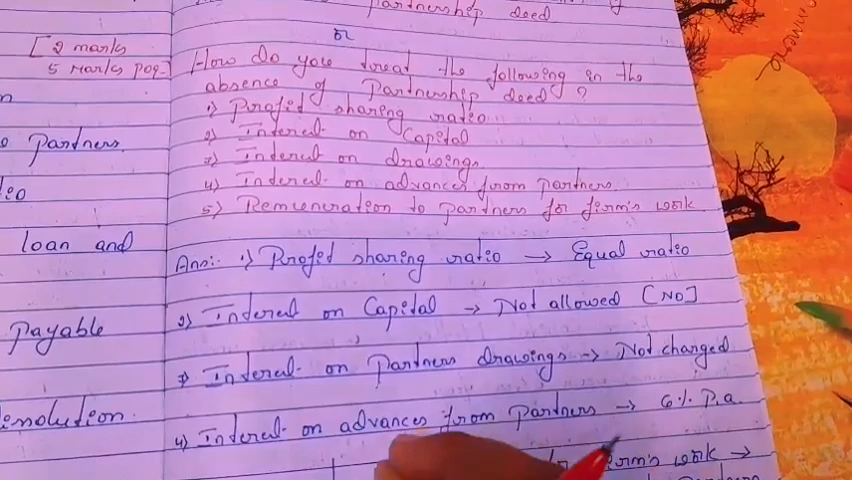 Partnership deed
or
[2 marks
5 marks
How do you treat the following in the
absence of Partnership deed ?
1) Profit sharing ratio
2) Interest on Capital
3) Interest on drawings
4) Interest on advances from Partners
5) Remuneration to Partners for firm's work
Partners
loan and
Payable
Ans:- 1) Profit sharing ratio → Equal ratio
2) Interest on Capital → Not allowed [NO]
3) Interest on Partners drawings → Not charged
4) Interest on advances from Partners → 6% P.a.
firm's work →